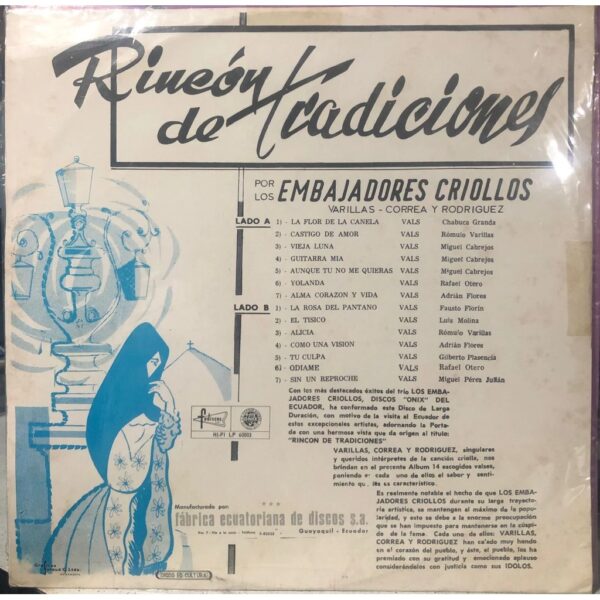 Rincón
de Tradiciones
POR LOS EMBAJADORES CRIOLLOS
VARILLAS - CORREA Y RODRIGUEZ
LADO A 1) - LA FLOR DE LA CANELA VALS Chabuca Granda
2) - CASTIGO DE AMOR VALS Rómulo Varillas
3) - VIEJA LUNA VALS Miguel Cabrejos
4) - GUITARRA MIA VALS Miguel Cabrejos
5) - AUNQUE TU NO ME QUIERAS VALS Miguel Cabrejos
6) - YOLANDA VALS Rafael Otero
7) - ALMA CORAZON Y VIDA VALS Adrián Flores
LADO B 1) - LA ROSA DEL PANTANO VALS Fausto Florín
2) - EL TISICO VALS Luis Molina
3) - ALICIA VALS Rómulo Varillas
4) - COMO UNA VISION VALS Adrián Flores
5) - TU CULPA VALS Gilberto Plasencia
6) - ODIAME VALS Rafael Otero
7) - SIN UN REPROCHE VALS Miguel Pérez Julián
HI-FI LP 60003
Con los más destacados éxitos del trío LOS EMBA-
JADORES CRIOLLOS, DISCOS "ONIX" DEL
ECUADOR, ha conformado este Disco de Larga
Duración, con motivo de la visita al Ecuador de
estos excepcionales artistas, adornando la Porta-
da con una hermosa vista que da origen al título:
"RINCON DE TRADICIONES"
VARILLAS, CORREA Y RODRIGUEZ, singulares
y queridos intérpretes de la canción criolla, nos
brindan en el presente Album 14 escogidos valses,
poniendo en cada uno de ellos el sabor y senti-
miento que les es característico.
Es realmente notable el hecho de que LOS EMBA-
JADORES CRIOLLOS durante su larga trayecto-
ria artística, se mantengan al máximo de la popu-
laridad, y esto se debe a la enorme preocupación
que se han impuesto para mantenerse en la cúspi-
de de la fama. Cada uno de ellos: VARILLAS,
CORREA Y RODRIGUEZ han calado muy hondo
en el corazón del pueblo, y éste, el pueblo, los ha
premiado con su gratitud y emocionado aplauso
considerándolos con justicia como sus IDOLOS.
Manufacturado por:
fábrica ecuatoriana de discos s.a.
Guayaquil - Ecuador
DISCO ES CULTURA